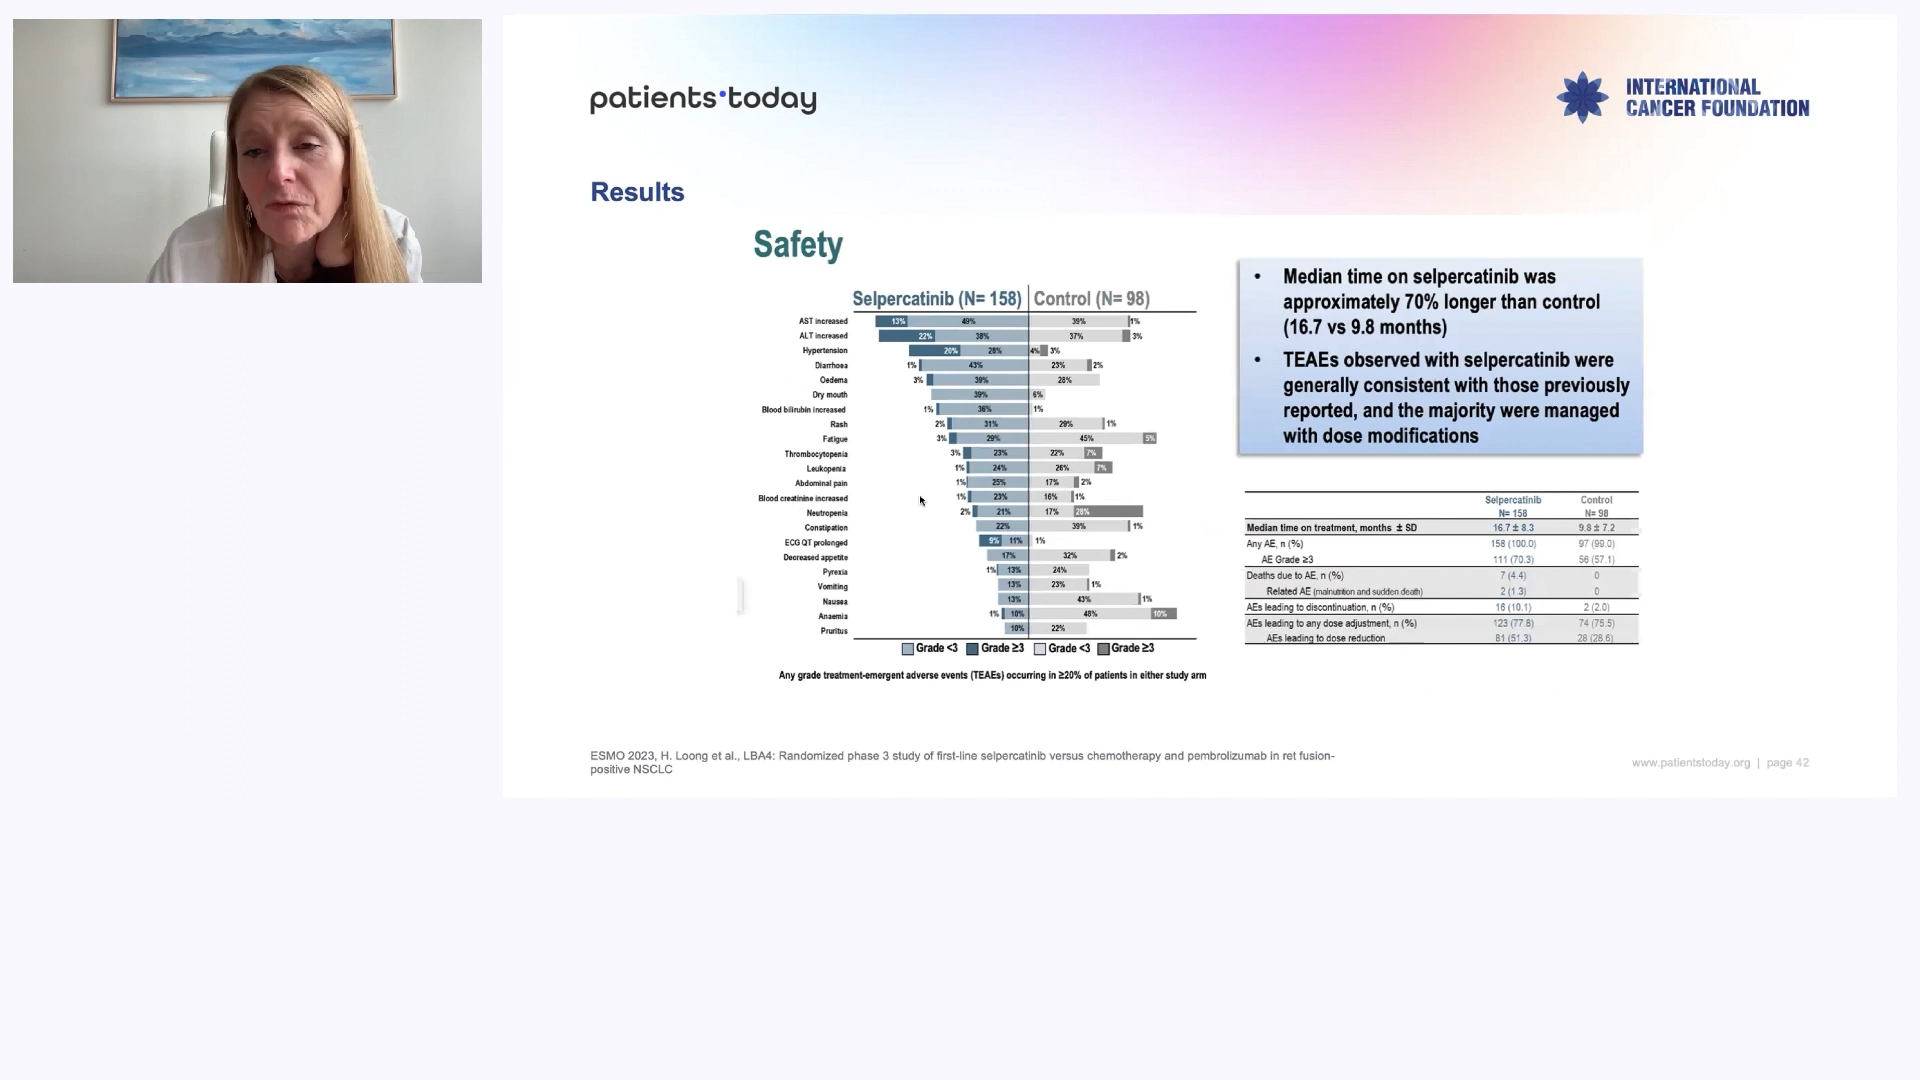 patients•today
INTERNATIONAL
CANCER FOUNDATION
Results
Safety
Selpercatinib (N= 158) Control (N= 98)
AST increased 13% 49% 39% 1%
ALT increased 22% 38% 37% 3%
Hypertension 20% 28% 4% 3%
Diarrhoea 1% 43% 23% 2%
Oedema 3% 39% 28%
Dry mouth 39% 6%
Blood bilirubin increased 1% 36% 1%
Rash 2% 31% 29% 1%
Fatigue 3% 29% 45% 5%
Thrombocytopenia 3% 23% 22% 7%
Leukopenia 1% 24% 26% 7%
Abdominal pain 1% 25% 17% 2%
Blood creatinine increased 1% 23% 16% 1%
Neutropenia 2% 21% 17% 28%
Constipation 22% 39% 1%
ECG QT prolonged 9% 11% 1%
Decreased appetite 17% 32% 2%
Pyrexia 1% 13% 24%
Vomiting 13% 23% 1%
Nausea 13% 43% 1%
Anaemia 1% 10% 48% 10%
Pruritus 10% 22%
Grade <3 Grade ≥3 Grade <3 Grade ≥3
Any grade treatment-emergent adverse events (TEAEs) occurring in ≥20% of patients in either study arm
• Median time on selpercatinib was
approximately 70% longer than control
(16.7 vs 9.8 months)
• TEAEs observed with selpercatinib were
generally consistent with those previously
reported, and the majority were managed
with dose modifications
Selpercatinib Control
N= 158 N= 98
Median time on treatment, months ± SD 16.7 ± 8.3 9.8 ± 7.2
Any AE, n (%) 158 (100.0) 97 (99.0)
AE Grade ≥3 111 (70.3) 56 (57.1)
Deaths due to AE, n (%) 7 (4.4) 0
Related AE (malnutrition and sudden death) 2 (1.3) 0
AEs leading to discontinuation, n (%) 16 (10.1) 2 (2.0)
AEs leading to any dose adjustment, n (%) 123 (77.8) 74 (75.5)
AEs leading to dose reduction 81 (51.3) 28 (28.6)
ESMO 2023, H. Loong et al., LBA4: Randomized phase 3 study of first-line selpercatinib versus chemotherapy and pembrolizumab in ret fusion-
positive NSCLC
www.patientstoday.org | page 42